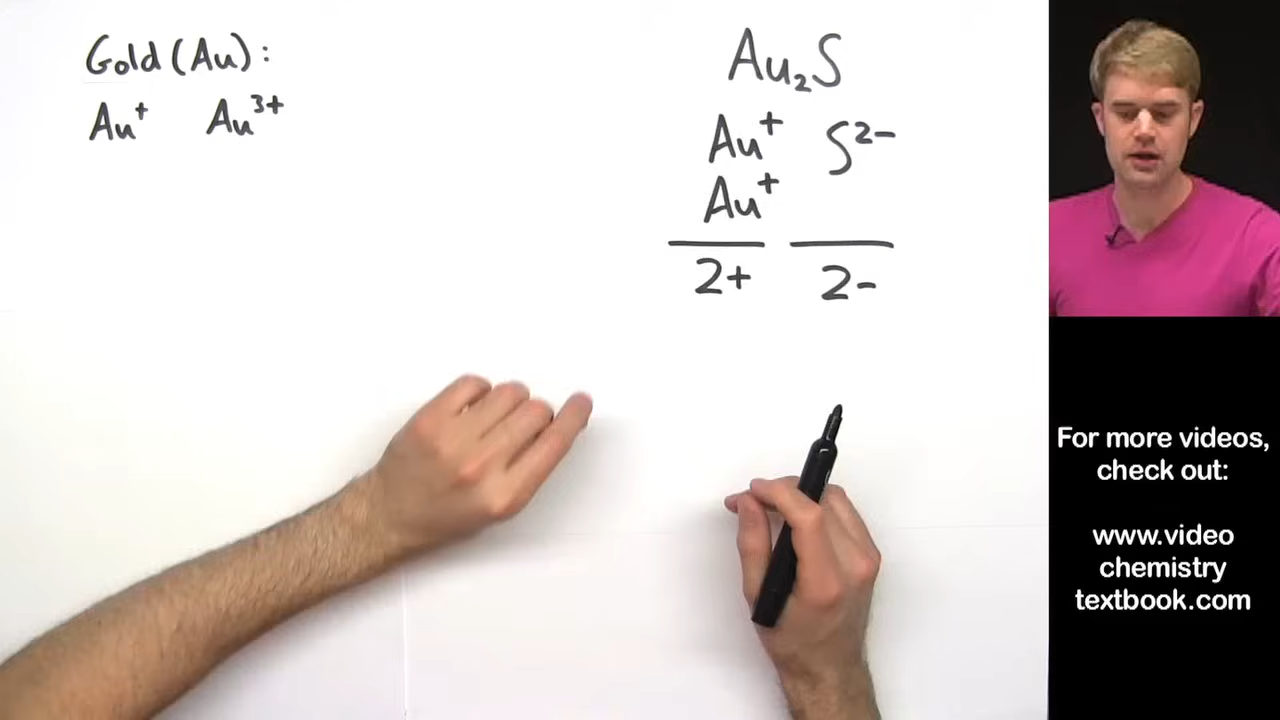 Gold (Au):
Au⁺ Au³⁺
Au₂S
Au⁺ S²⁻
Au⁺
2+ 2-
For more videos,
check out:
www.video
chemistry
textbook.com